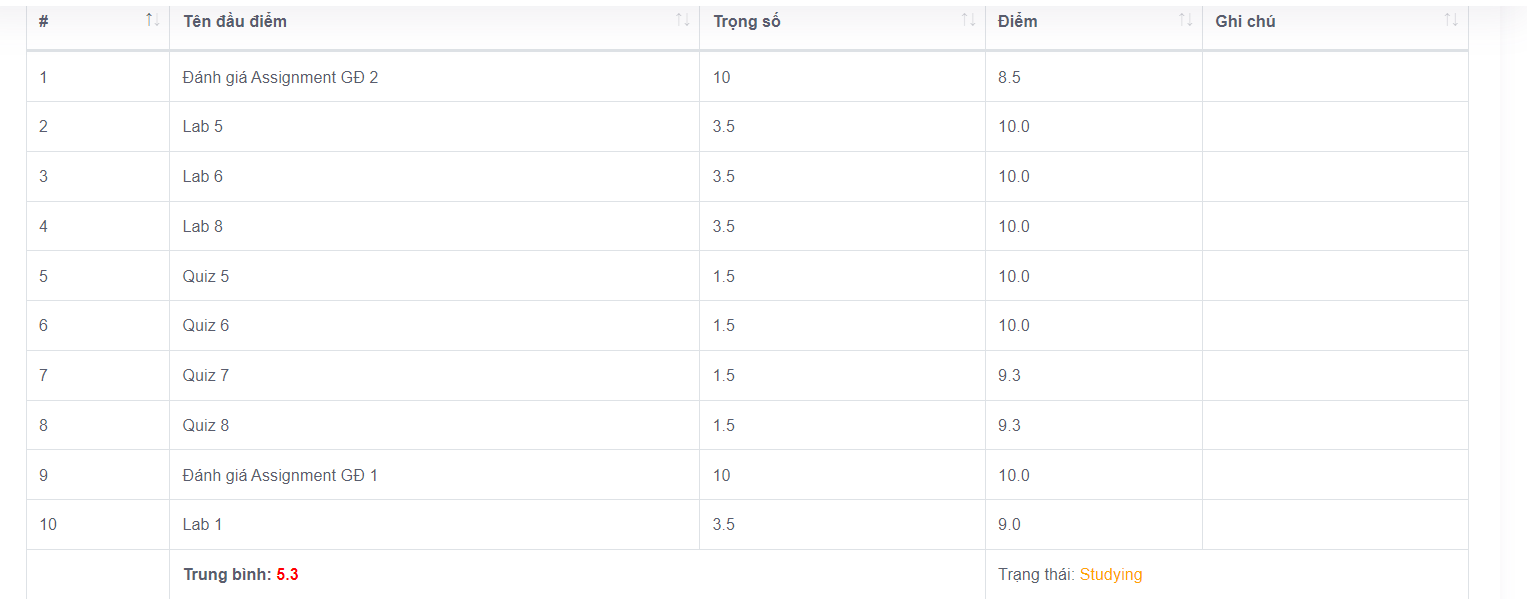 # Tên đầu điểm Trọng số Điểm Ghi chú
1 Đánh giá Assignment GĐ 2 10 8.5
2 Lab 5 3.5 10.0
3 Lab 6 3.5 10.0
4 Lab 8 3.5 10.0
5 Quiz 5 1.5 10.0
6 Quiz 6 1.5 10.0
7 Quiz 7 1.5 9.3
8 Quiz 8 1.5 9.3
9 Đánh giá Assignment GĐ 1 10 10.0
10 Lab 1 3.5 9.0
Trung bình: 5.3 Trạng thái: Studying